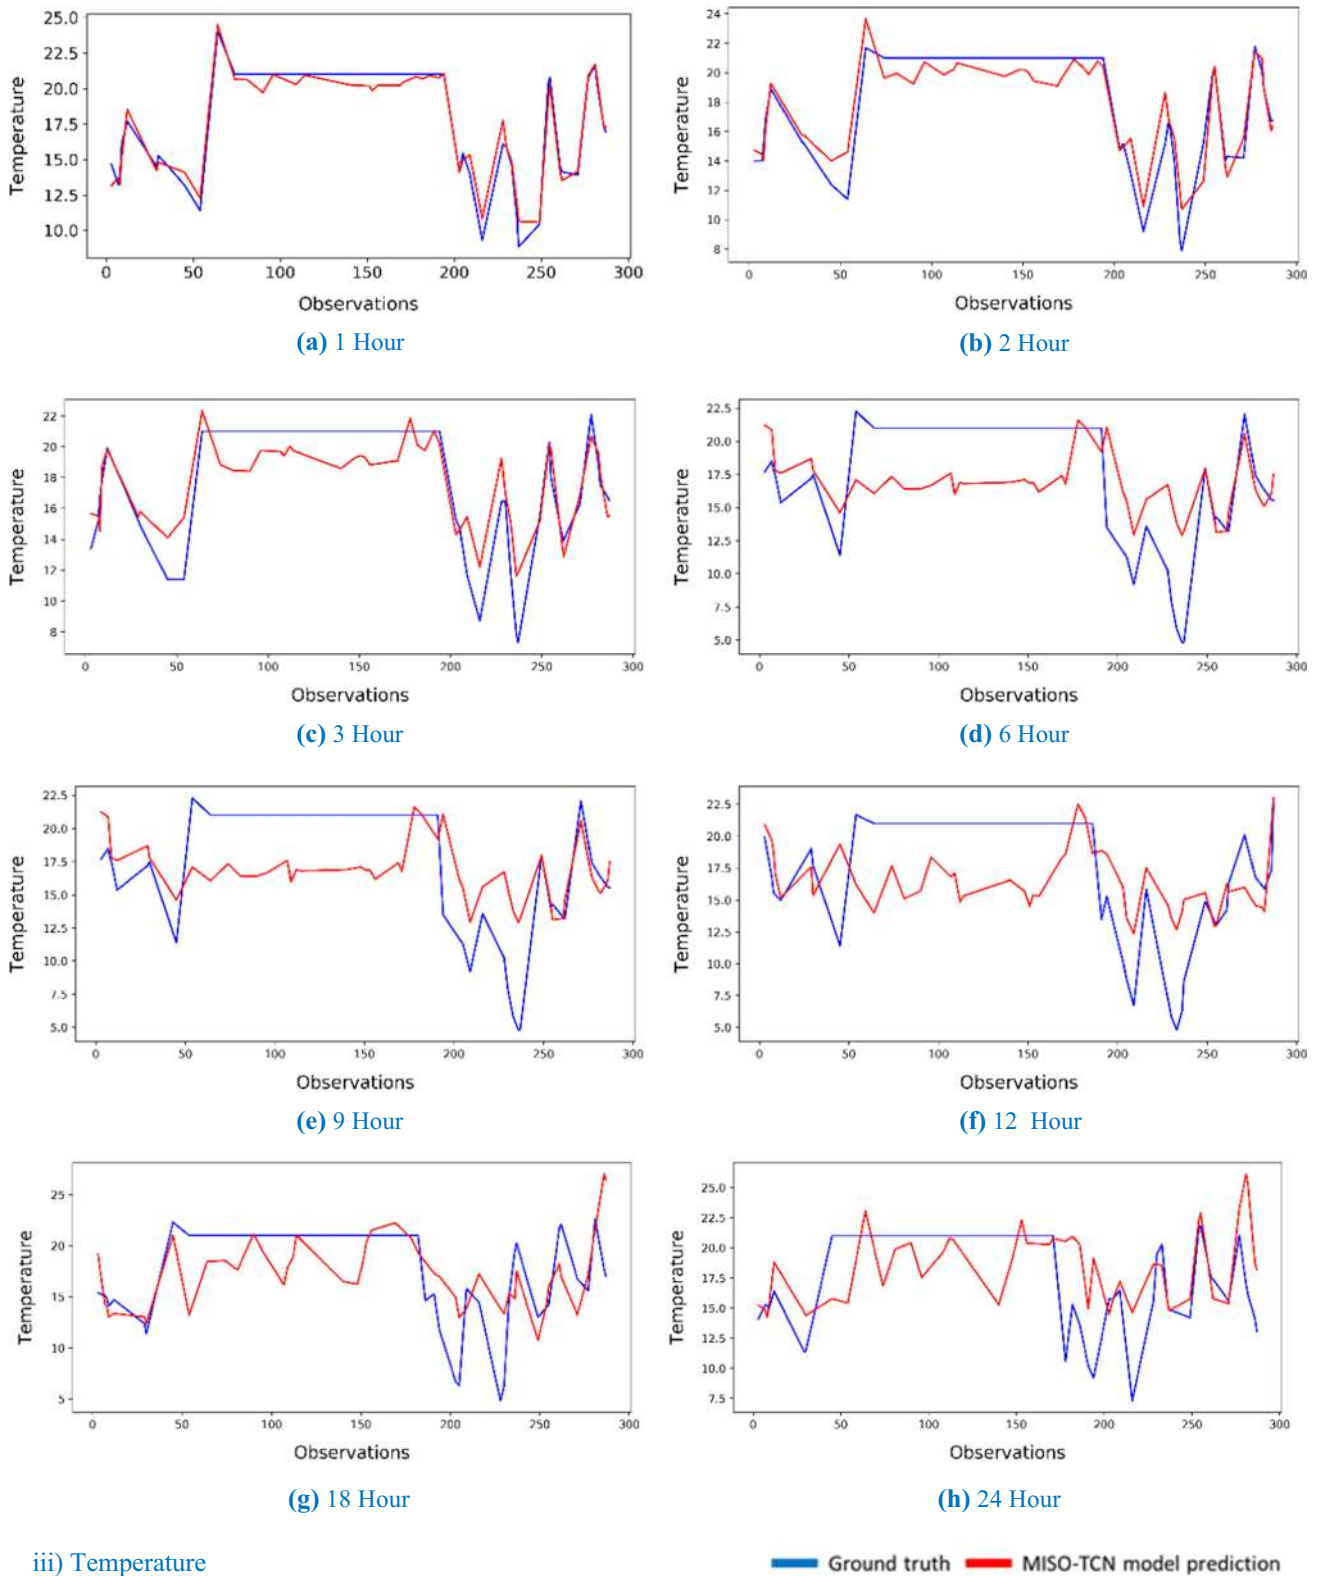 25.0
22.5
20.0
17.5
15.0
12.5
10.0
Temperature
0 50 100 150 200 250 300
Observations
(a) 1 Hour
24
22
20
18
16
14
12
10
8
Temperature
0 50 100 150 200 250 300
Observations
(b) 2 Hour
22
20
18
16
14
12
10
8
Temperature
0 50 100 150 200 250 300
Observations
(c) 3 Hour
22.5
20.0
17.5
15.0
12.5
10.0
7.5
5.0
Temperature
0 50 100 150 200 250 300
Observations
(d) 6 Hour
22.5
20.0
17.5
15.0
12.5
10.0
7.5
5.0
Temperature
0 50 100 150 200 250 300
Observations
(e) 9 Hour
22.5
20.0
17.5
15.0
12.5
10.0
7.5
5.0
Temperature
0 50 100 150 200 250 300
Observations
(f) 12 Hour
25
20
15
10
5
Temperature
0 50 100 150 200 250 300
Observations
(g) 18 Hour
25.0
22.5
20.0
17.5
15.0
12.5
10.0
7.5
Temperature
0 50 100 150 200 250 300
Observations
(h) 24 Hour
iii) Temperature
Ground truth MISO-TCN model prediction